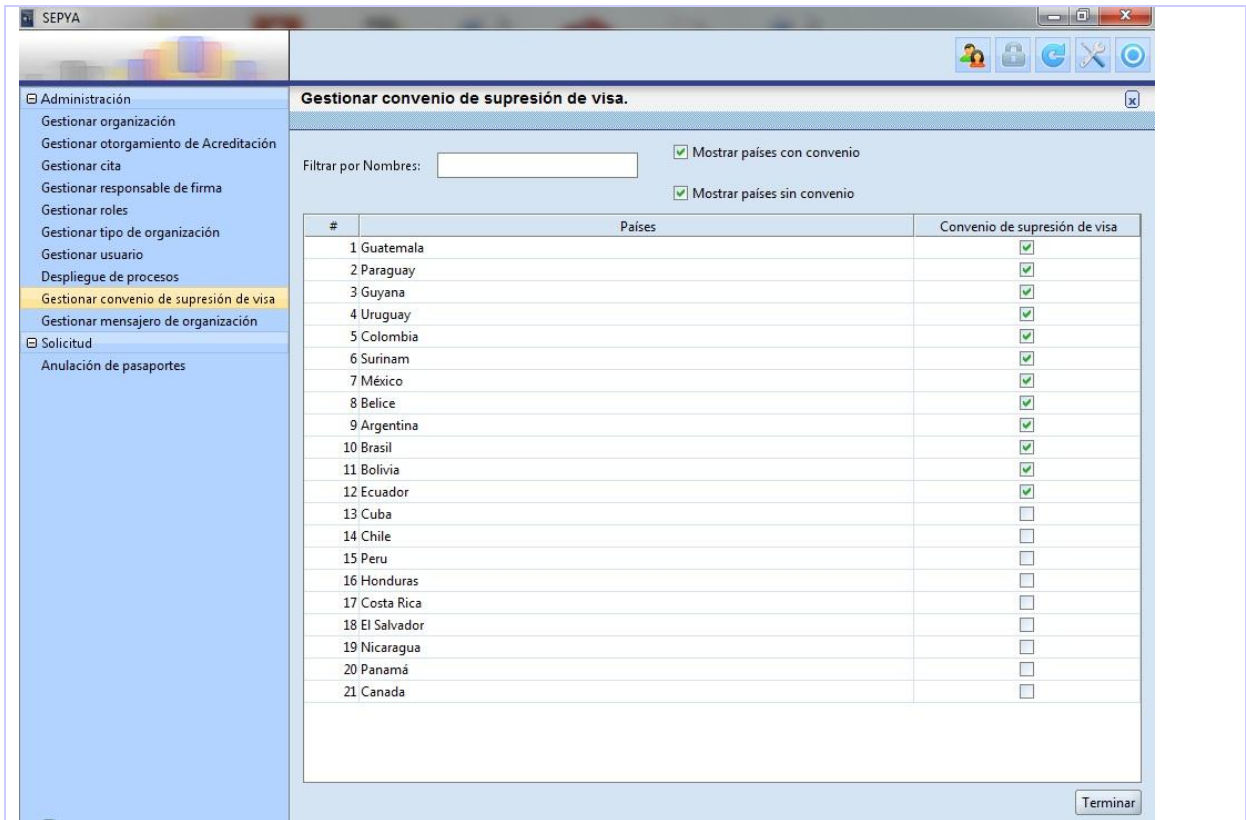 SEPYA
Administración
Gestionar organización
Gestionar otorgamiento de Acreditación
Gestionar cita
Gestionar responsable de firma
Gestionar roles
Gestionar tipo de organización
Gestionar usuario
Despliegue de procesos
Gestionar convenio de supresión de visa
Gestionar mensajero de organización
Solicitud
Anulación de pasaportes
Gestionar convenio de supresión de visa.
Filtrar por Nombres:
Mostrar países con convenio
Mostrar países sin convenio
# Países Convenio de supresión de visa
1 Guatemala
2 Paraguay
3 Guyana
4 Uruguay
5 Colombia
6 Surinam
7 México
8 Belice
9 Argentina
10 Brasil
11 Bolivia
12 Ecuador
13 Cuba
14 Chile
15 Peru
16 Honduras
17 Costa Rica
18 El Salvador
19 Nicaragua
20 Panamá
21 Canada
Terminar